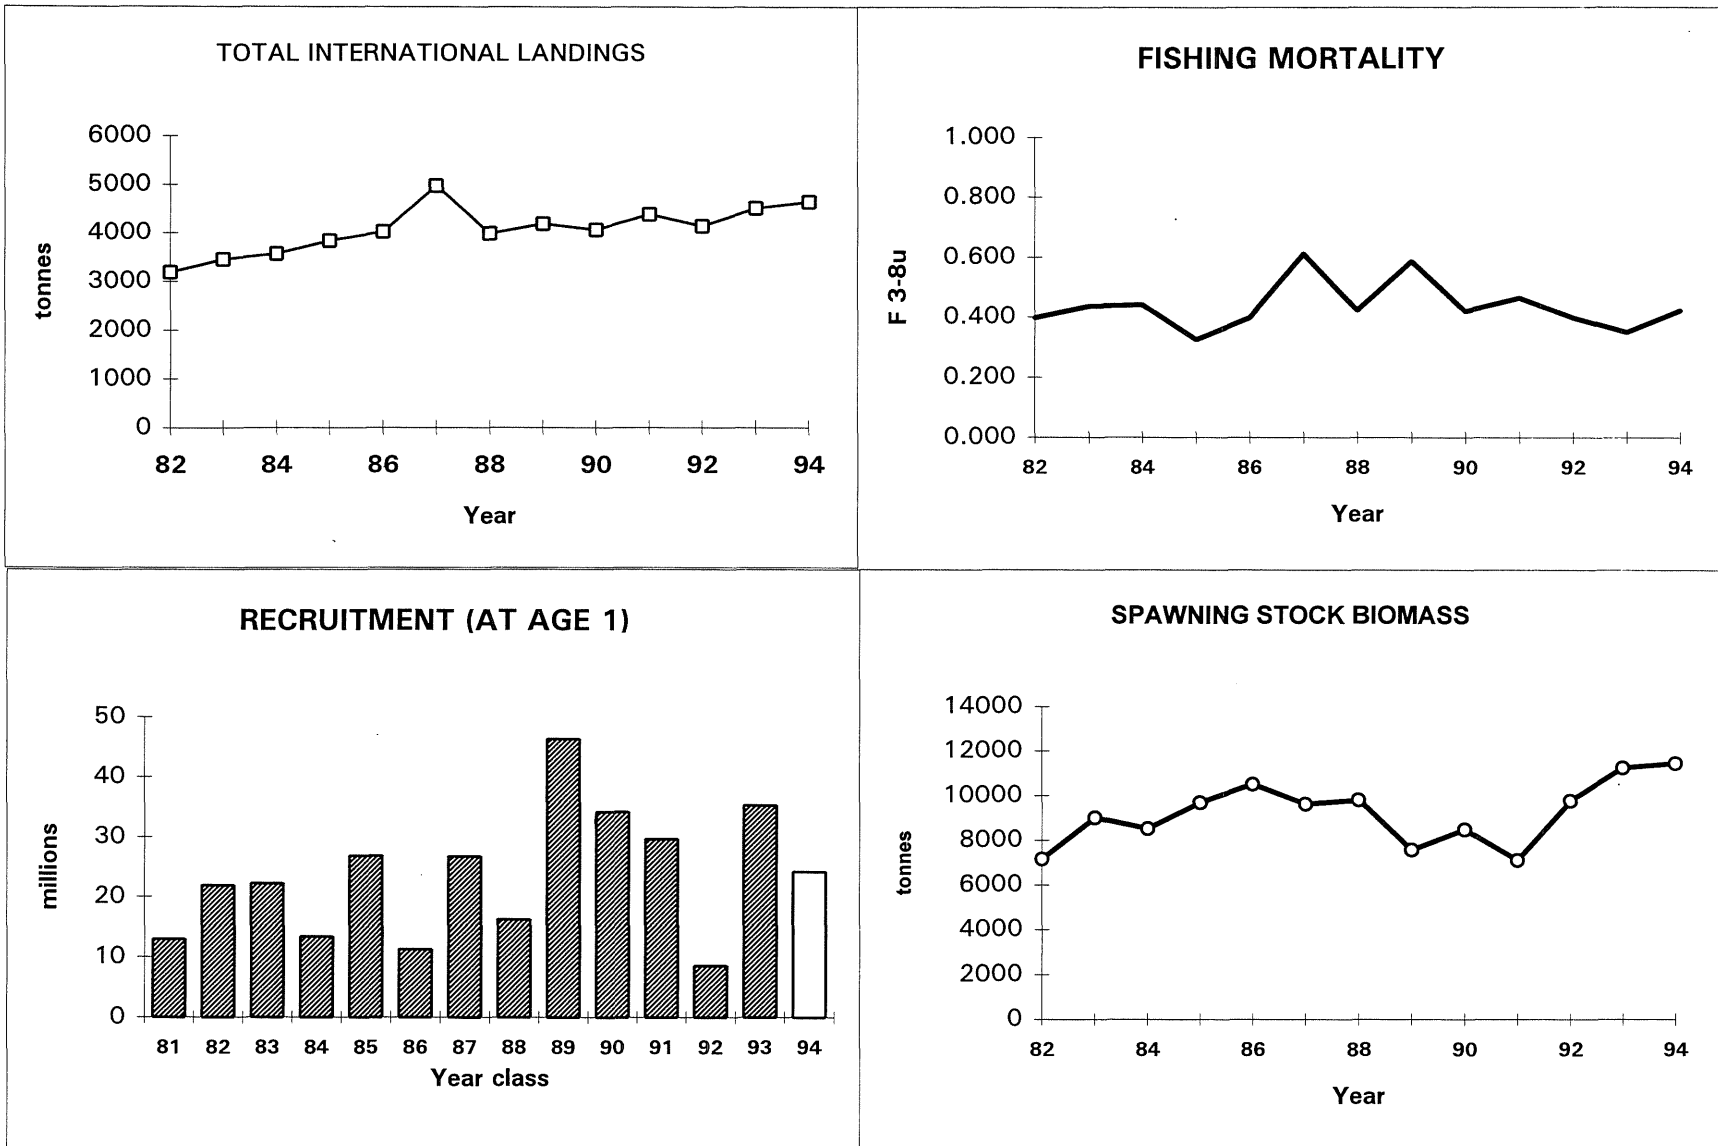 TOTAL INTERNATIONAL LANDINGS
6000
5000
4000
3000
2000
1000
0
tonnes
82 84 86 88 90 92 94
Year
FISHING MORTALITY
1.000
0.800
0.600
0.400
0.200
0.000
F 3-8u
82 84 86 88 90 92 94
Year
RECRUITMENT (AT AGE 1)
50
40
30
20
10
0
millions
81 82 83 84 85 86 87 88 89 90 91 92 93 94
Year class
SPAWNING STOCK BIOMASS
14000
12000
10000
8000
6000
4000
2000
0
tonnes
82 84 86 88 90 92 94
Year